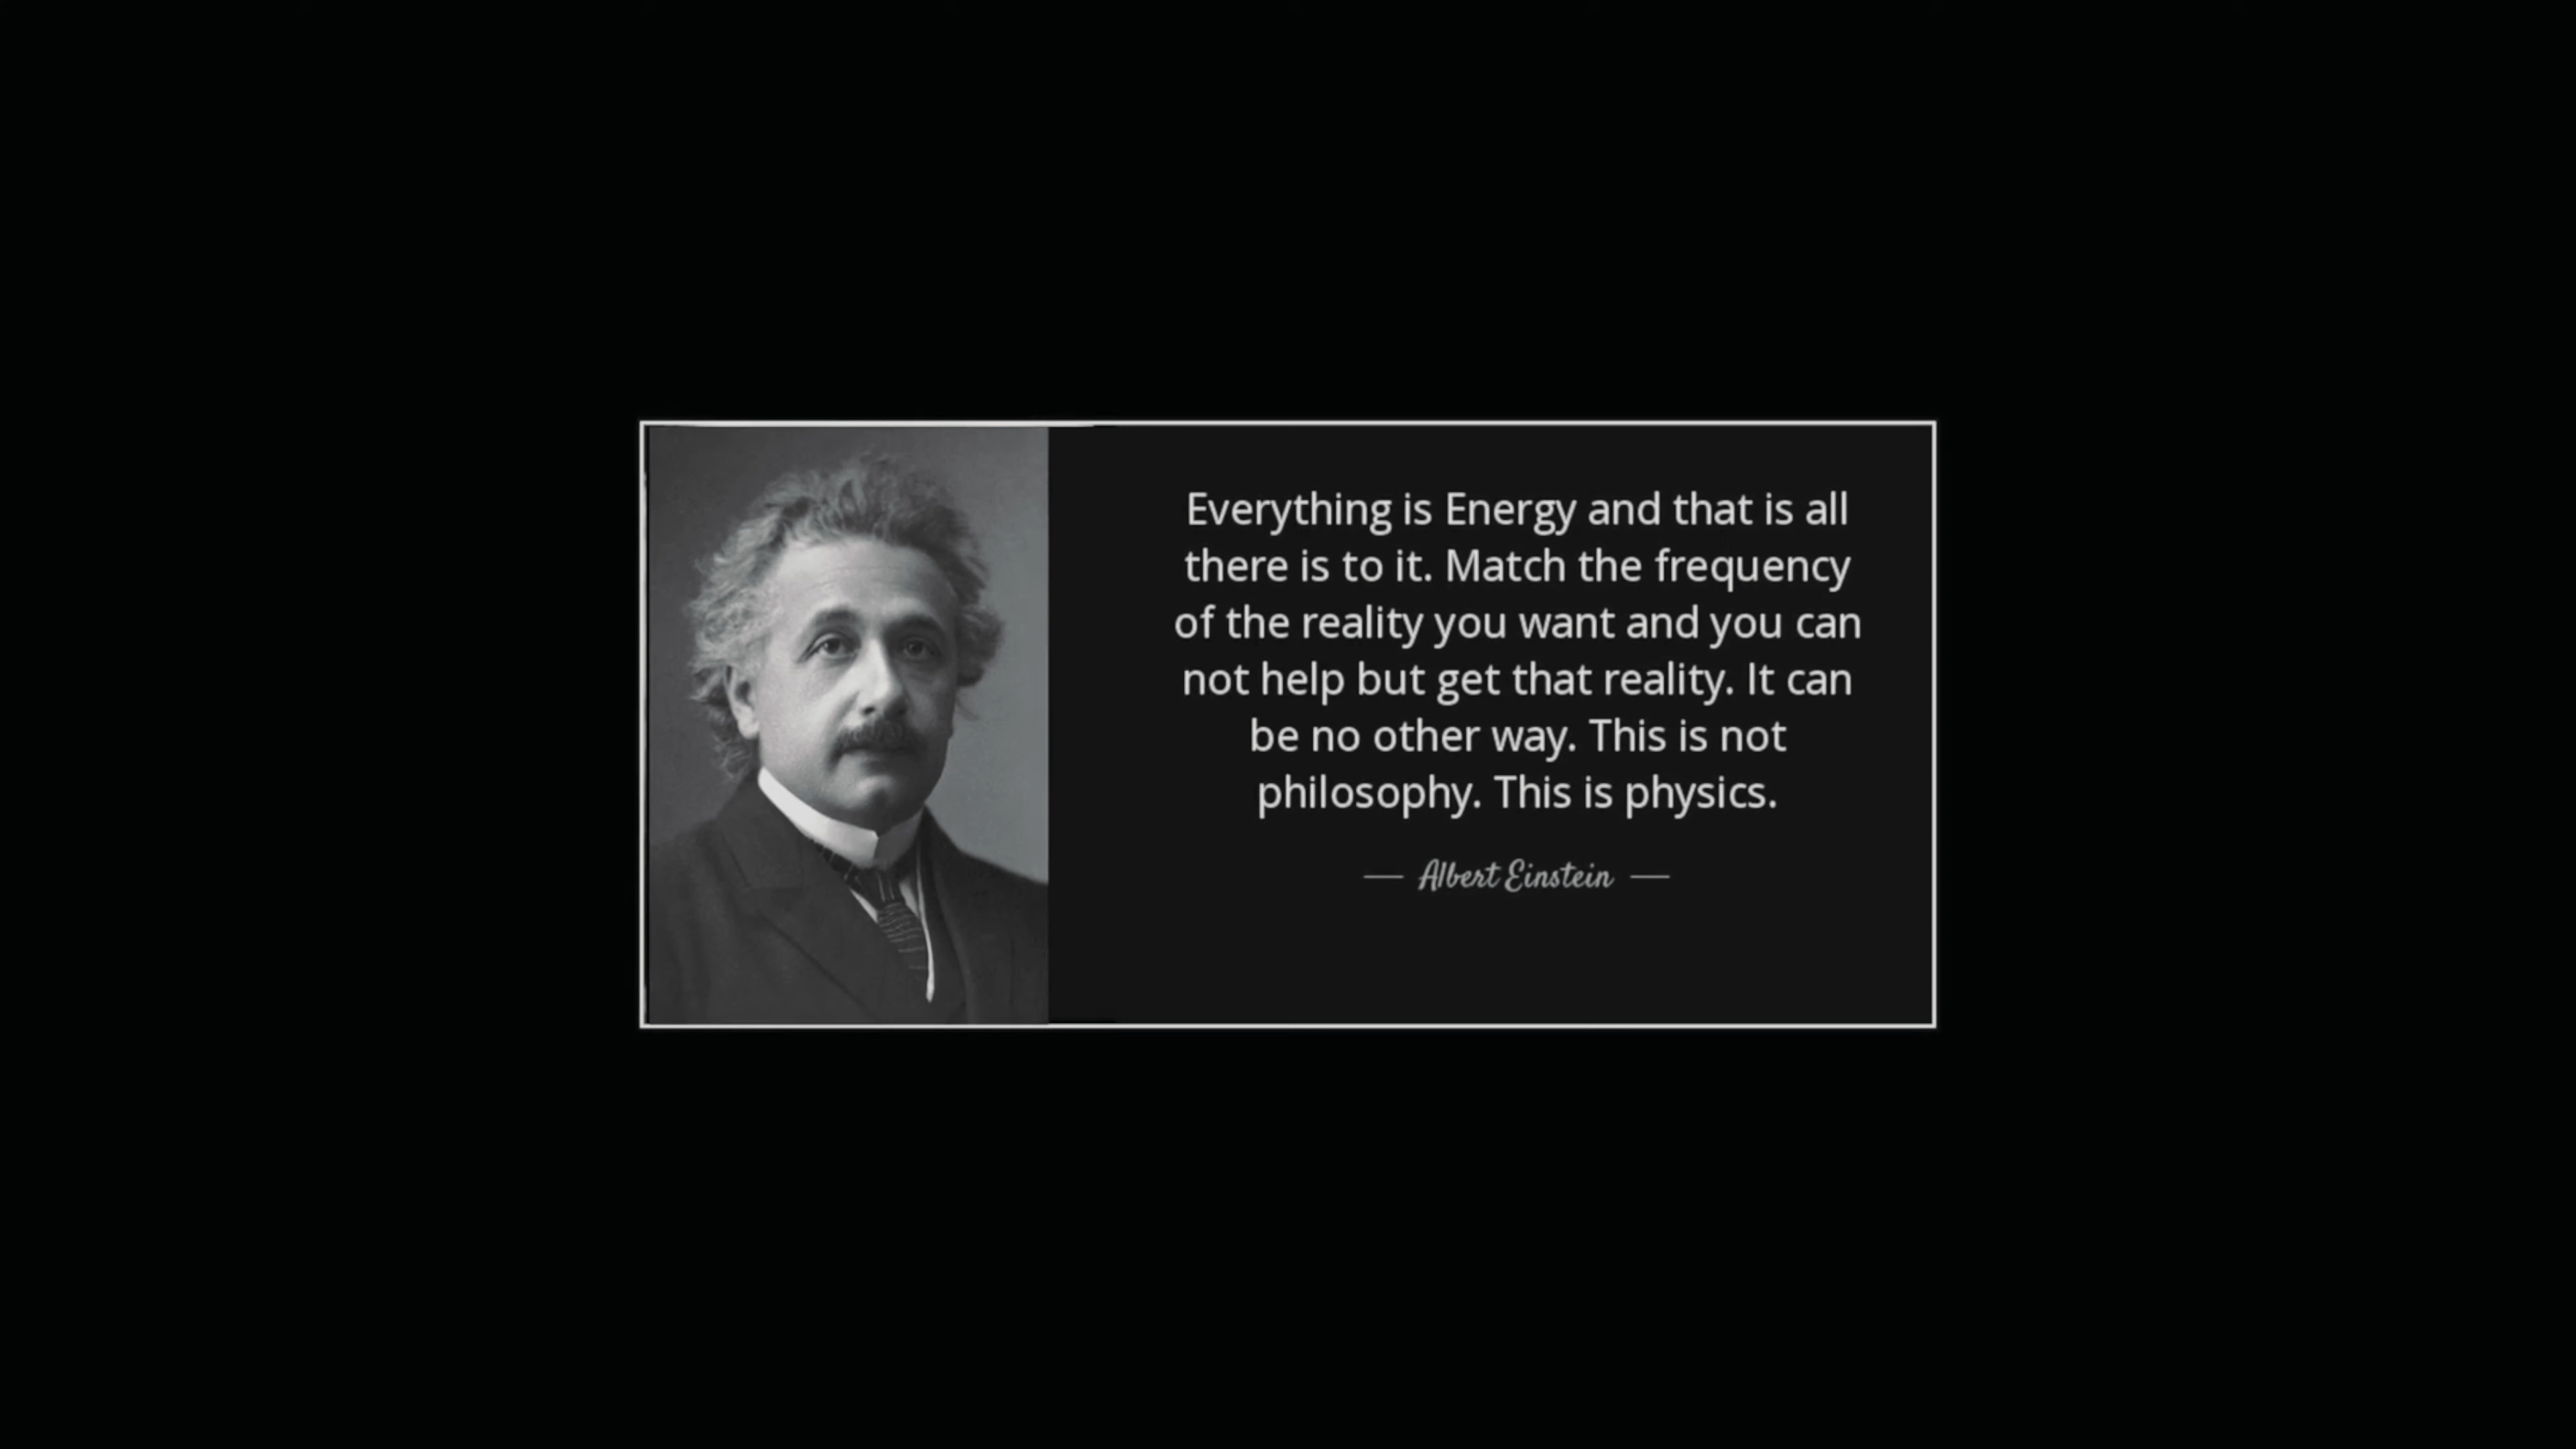 Everything is Energy and that is all
there is to it. Match the frequency
of the reality you want and you can
not help but get that reality. It can
be no other way. This is not
philosophy. This is physics.
— Albert Einstein —